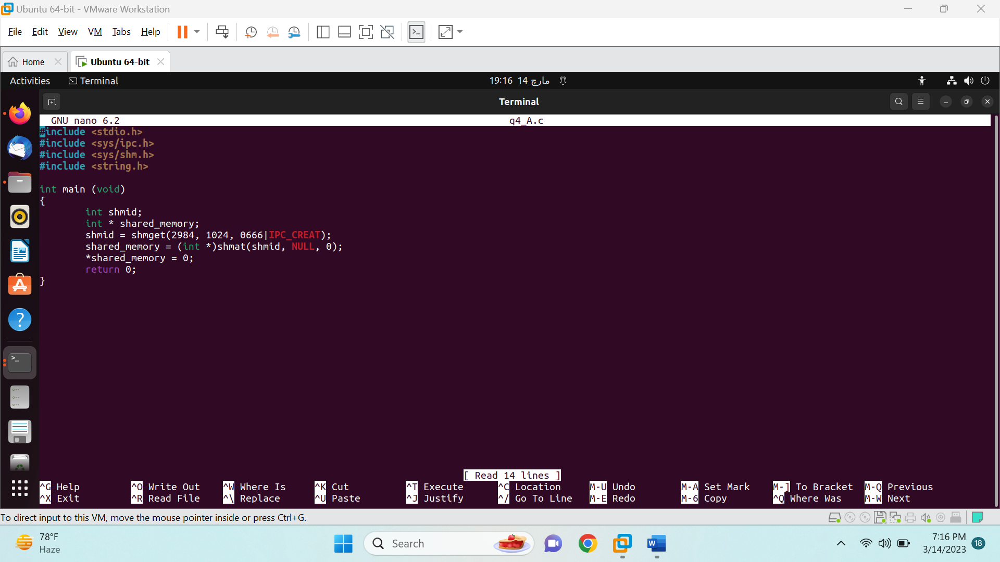 Ubuntu 64-bit - VMware Workstation
File Edit View VM Tabs Help
Home
Ubuntu 64-bit
Activities Terminal 19:16 14 مارچ
Terminal
GNU nano 6.2 q4_A.c
#include <stdio.h>
#include <sys/ipc.h>
#include <sys/shm.h>
#include <string.h>
int main (void)
{
int shmid;
int * shared_memory;
shmid = shmget(2984, 1024, 0666|IPC_CREAT);
shared_memory = (int *)shmat(shmid, NULL, 0);
*shared_memory = 0;
return 0;
}
[ Read 14 lines ]
^G Help ^O Write Out ^W Where Is ^K Cut ^T Execute ^C Location M-U Undo M-A Set Mark M-] To Bracket M-Q Previous
^X Exit ^R Read File ^\ Replace ^U Paste ^J Justify ^/ Go To Line M-E Redo M-6 Copy ^Q Where Was M-W Next
To direct input to this VM, move the mouse pointer inside or press Ctrl+G.
78°F
Haze
Search
7:16 PM
3/14/2023
18